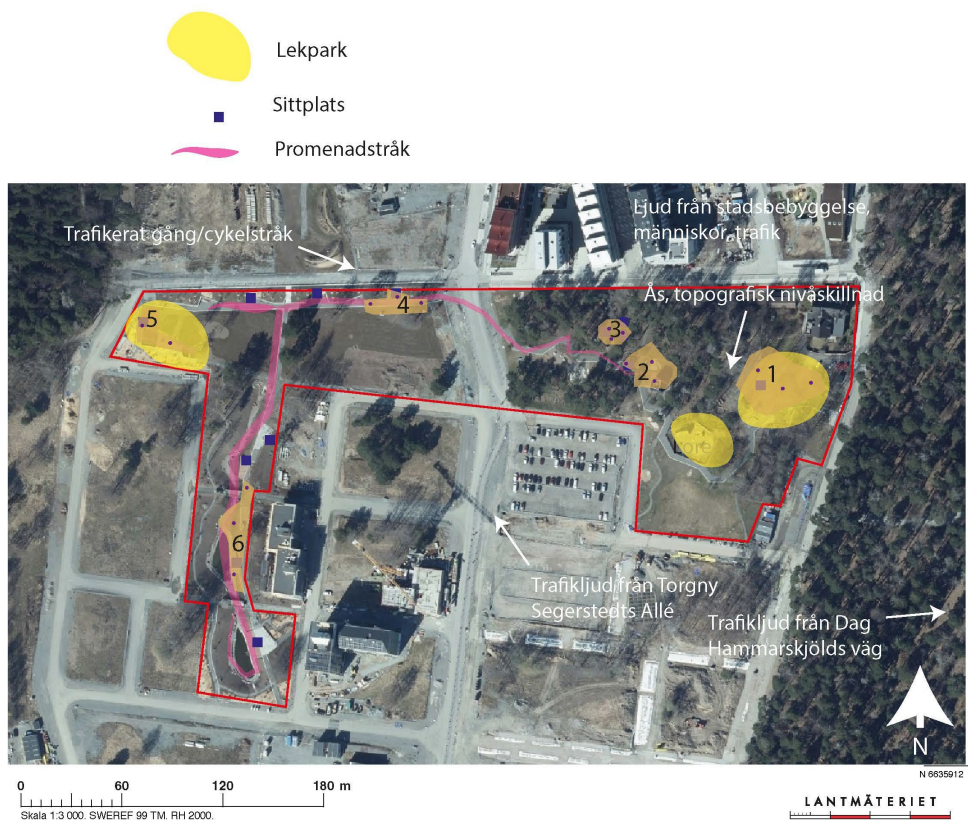 Lekpark
Sittplats
Promenadstråk
Ljud från stadsbebyggelse,
människor, trafik
Trafikerat gång/cykelstråk
Ås, topografisk nivåskillnad
5
4
3
2
1
6
Trafikljud från Torgny
Segerstedts Allé
Trafikljud från Dag
Hammarskjölds väg
N
N 6635912
0 60 120 180 m
Skala 1:3 000. SWEREF 99 TM. RH 2000.
LANTMÄTERIET